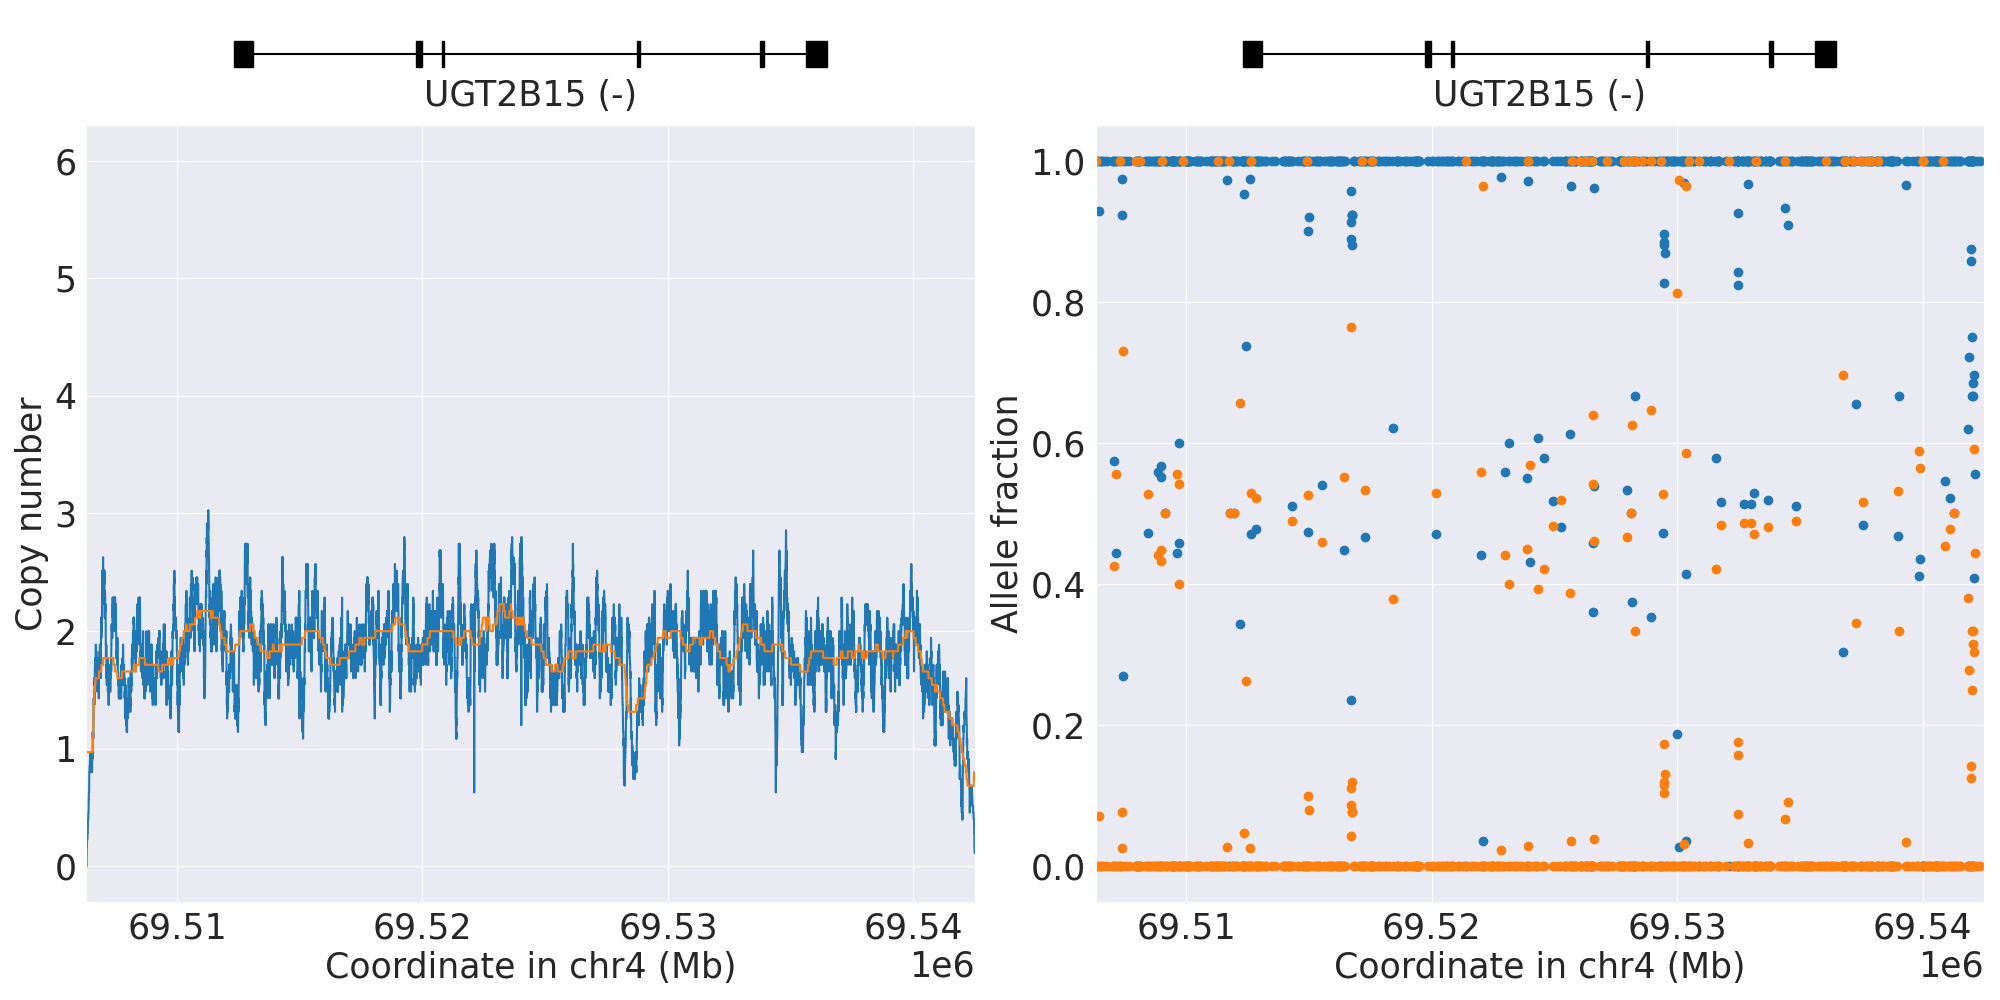 UGT2B15 (-)
6
5
4
3
2
1
0
Copy number
69.51 69.52 69.53 69.54
Coordinate in chr4 (Mb) 1e6
UGT2B15 (-)
1.0
0.8
0.6
0.4
0.2
0.0
Allele fraction
69.51 69.52 69.53 69.54
Coordinate in chr4 (Mb) 1e6